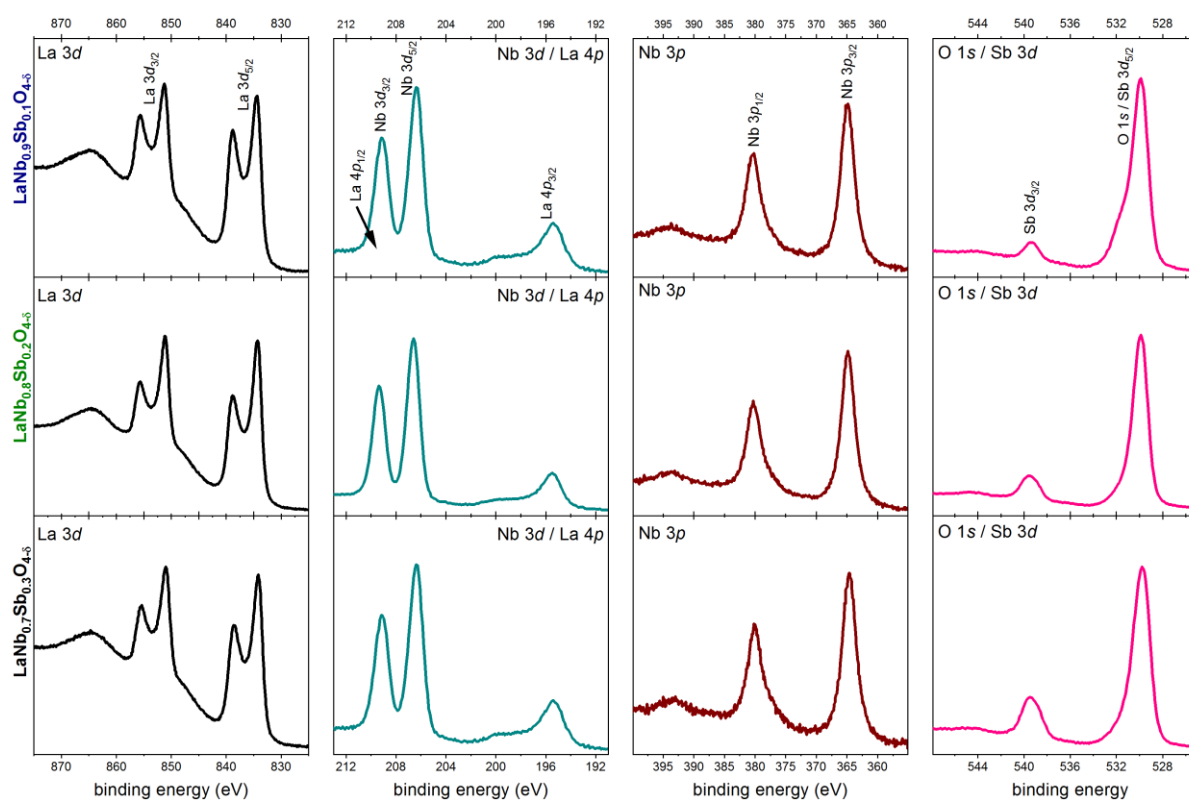 870 860 850 840 830
212 208 204 200 196 191
395 390 385 380 375 370 365 360
544 540 536 532 528
LaNb0.9Sb0.1O4-δ
La 3d
La 3d3/2
La 3d5/2
Nb 3d / La 4p
La 4p1/2
Nb 3d3/2
Nb 3d5/2
La 4p3/2
Nb 3p
Nb 3p1/2
Nb 3p3/2
O 1s / Sb 3d
Sb 3d3/2
O 1s / Sb 3d5/2
LaNb0.8Sb0.2O4-δ
La 3d
Nb 3d / La 4p
Nb 3p
O 1s / Sb 3d
LaNb0.7Sb0.3O4-δ
La 3d
Nb 3d / La 4p
Nb 3p
O 1s / Sb 3d
870 860 850 840 830
212 208 204 200 196 191
395 390 385 380 375 370 365 360
544 540 536 532 528
binding energy (eV)
binding energy (eV)
binding energy (eV)
binding energy